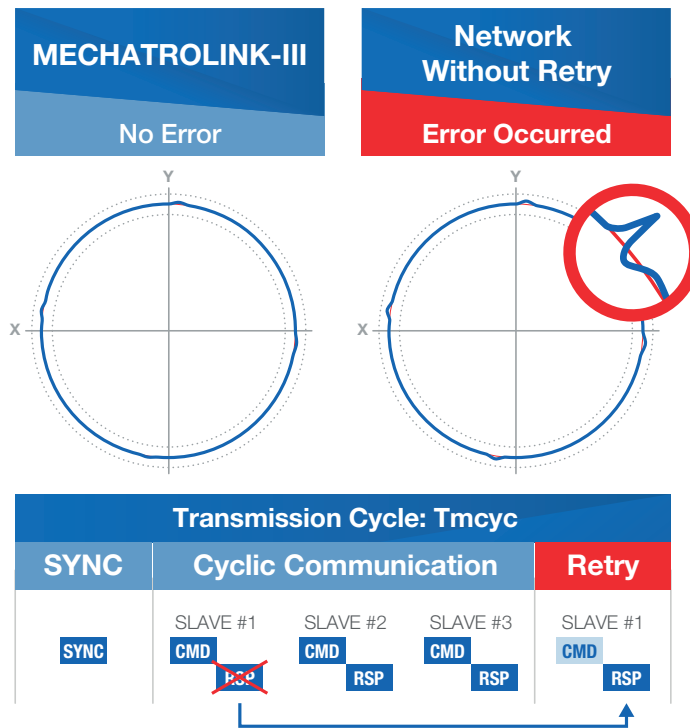 MECHATROLINK-III
No Error
Network
Without Retry
Error Occurred
Y
X
Y
X
Transmission Cycle: Tmcyc
SYNC
Cyclic Communication
Retry
SLAVE #1
SLAVE #2
SLAVE #3
SLAVE #1
SYNC
CMD
CMD
CMD
CMD
RSP
RSP
RSP
RSP